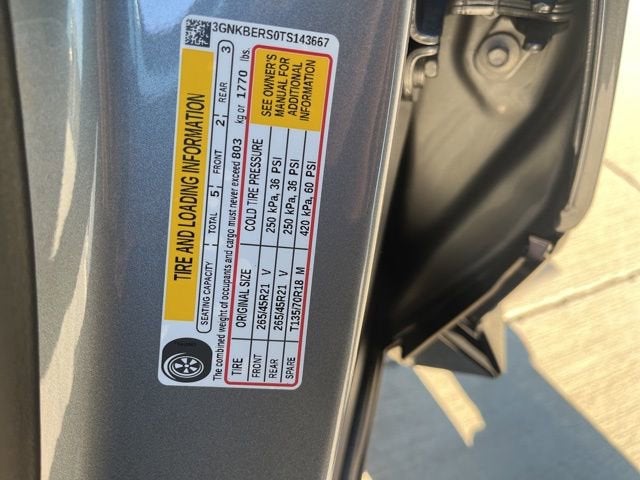 3GNKBERS0TS143667
TIRE AND LOADING INFORMATION
SEATING CAPACITY TOTAL 5 FRONT 2 REAR 3
The combined weight of occupants and cargo must never exceed 803 kg or 1770 lbs.
TIRE ORIGINAL SIZE COLD TIRE PRESSURE
FRONT 265/45R21 V 250 kPa, 36 PSI
REAR 265/45R21 V 250 kPa, 36 PSI
SPARE T135/70R18 M 420 kPa, 60 PSI
SEE OWNER'S
MANUAL FOR
ADDITIONAL
INFORMATION